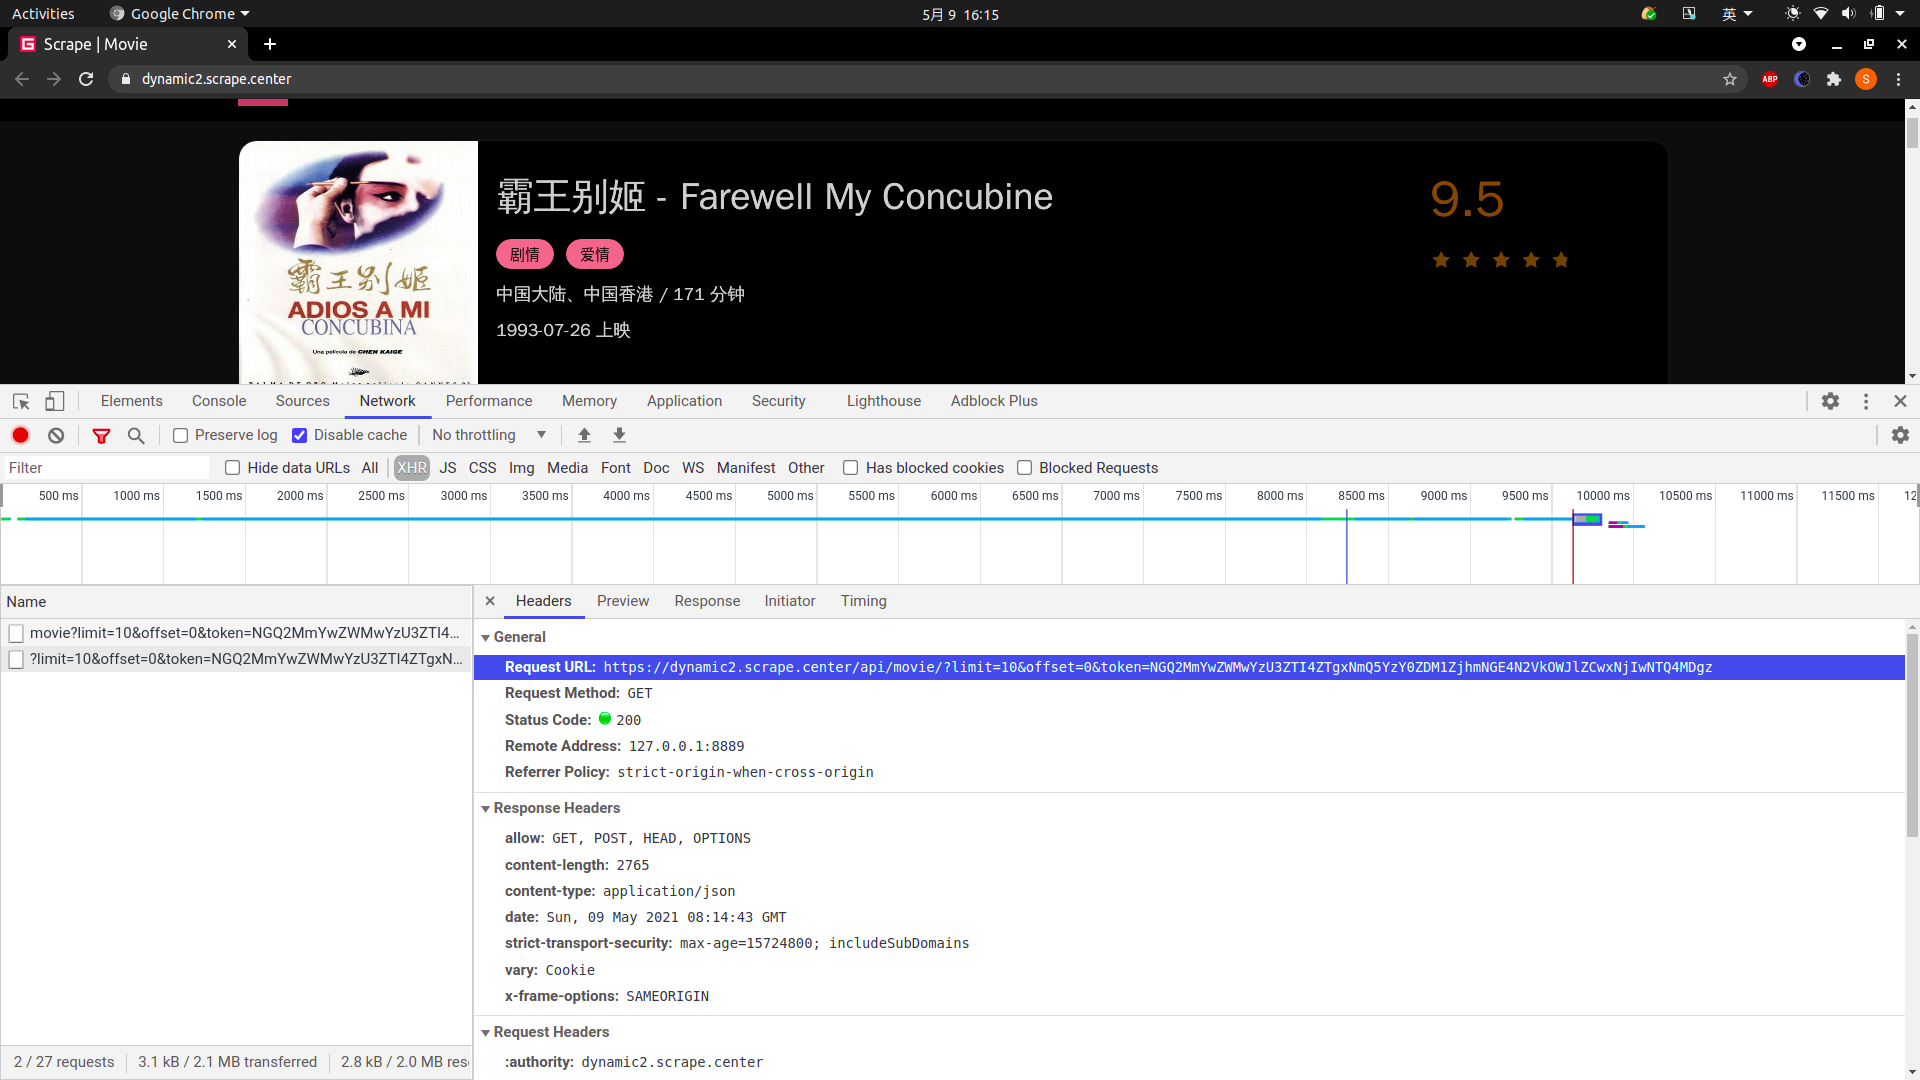 Activities
Google Chrome
5月 9 16:15
英
Scrape | Movie
dynamic2.scrape.center
ABP
S
霸王别姬
ADIOS A MI
CONCUBINA
Una película de CHEN KAIGE
霸王别姬 - Farewell My Concubine
9.5
剧情 爱情
中国大陆、中国香港 / 171 分钟
1993-07-26 上映
Elements Console Sources Network Performance Memory Application Security Lighthouse Adblock Plus
Preserve log Disable cache No throttling
Filter Hide data URLs All XHR JS CSS Img Media Font Doc WS Manifest Other Has blocked cookies Blocked Requests
500 ms 1000 ms 1500 ms 2000 ms 2500 ms 3000 ms 3500 ms 4000 ms 4500 ms 5000 ms 5500 ms 6000 ms 6500 ms 7000 ms 7500 ms 8000 ms 8500 ms 9000 ms 9500 ms 10000 ms 10500 ms 11000 ms 11500 ms 12
Name
movie?limit=10&offset=0&token=NGQ2MmYwZWMwYzU3ZTI4...
?limit=10&offset=0&token=NGQ2MmYwZWMwYzU3ZTI4ZTgxN...
2 / 27 requests 3.1 kB / 2.1 MB transferred 2.8 kB / 2.0 MB res
Headers Preview Response Initiator Timing
General
Request URL: https://dynamic2.scrape.center/api/movie/?limit=10&offset=0&token=NGQ2MmYwZWMwYzU3ZTI4ZTgxNmQ5YzY0ZDM1ZjhmNGE4N2VkOWJlZCwxNjIwNTQ4MDgz
Request Method: GET
Status Code: 200
Remote Address: 127.0.0.1:8889
Referrer Policy: strict-origin-when-cross-origin
Response Headers
allow: GET, POST, HEAD, OPTIONS
content-length: 2765
content-type: application/json
date: Sun, 09 May 2021 08:14:43 GMT
strict-transport-security: max-age=15724800; includeSubDomains
vary: Cookie
x-frame-options: SAMEORIGIN
Request Headers
:authority: dynamic2.scrape.center